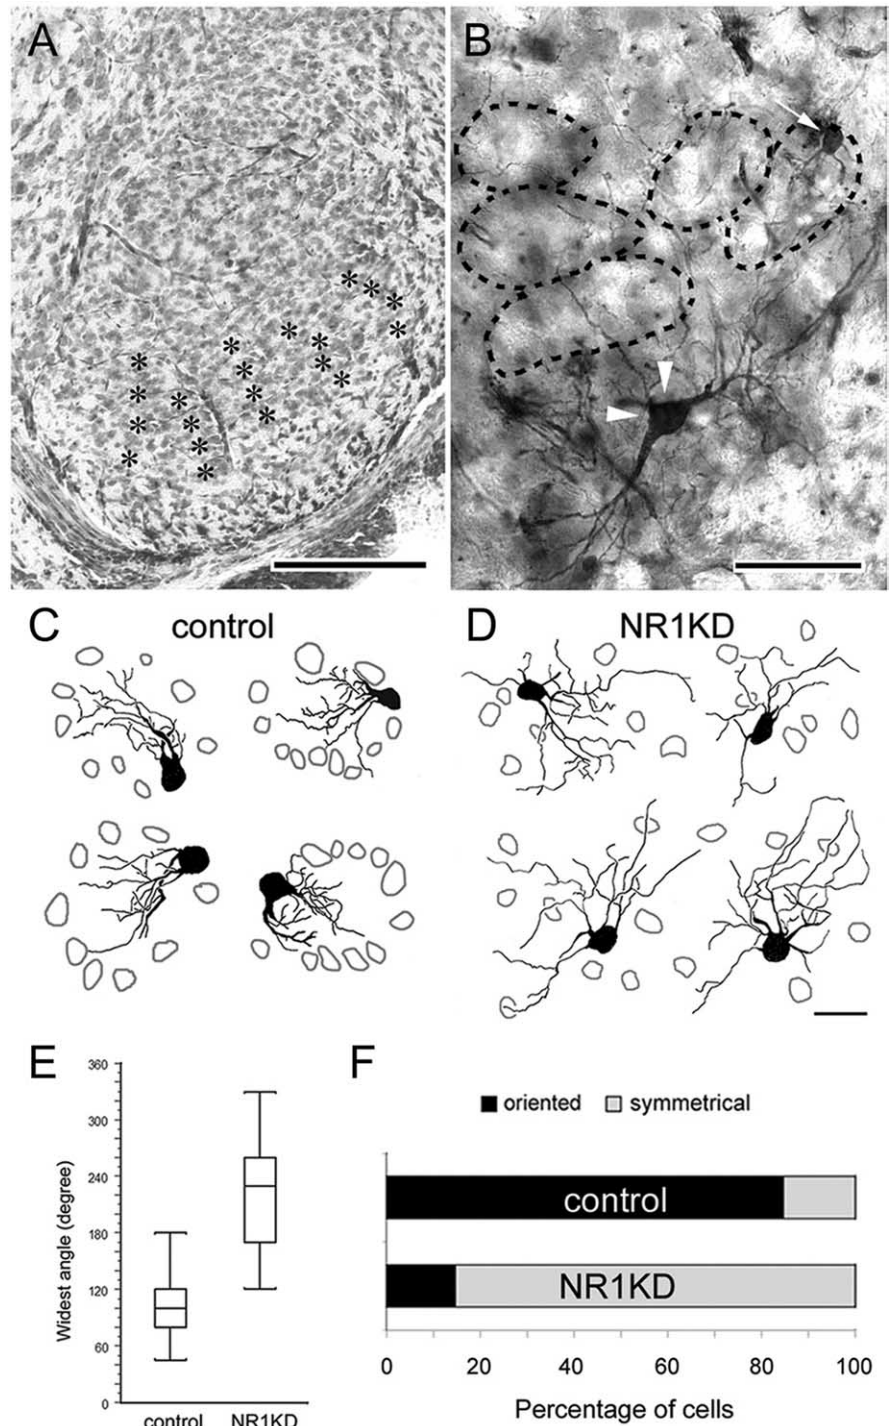 A
B
C
control
D
NR1KD
E
F
oriented
symmetrical
360
300
240
180
120
60
0
Widest angle (degree)
control
NR1KD
control
NR1KD
0
20
40
60
80
100
Percentage of cells